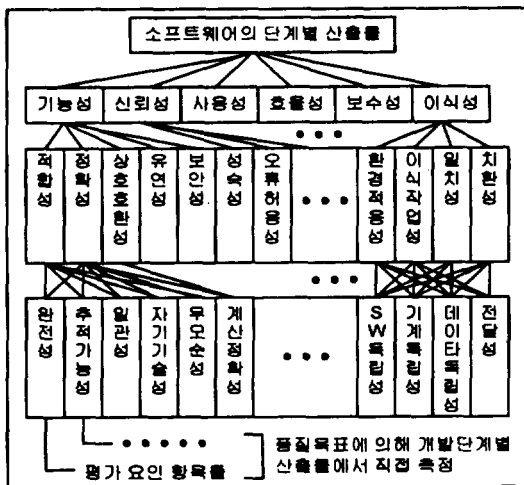 소프트웨어의 단계별 산출물
기능성 신뢰성 사용성 효율성 보수성 이식성
적합성 정확성 상호호환성 유연성 보안성 성숙성 오류허용성 환경적응성 이식작업성 일치성 치환성
완전성 추적가능성 일관성 자기기술성 무모순성 계산정확성 SW독립성 기계독립성 데이타독립성 전달성
품질목표에 의해 개발단계별
산출물에서 직접 측정
평가 요인 항목들